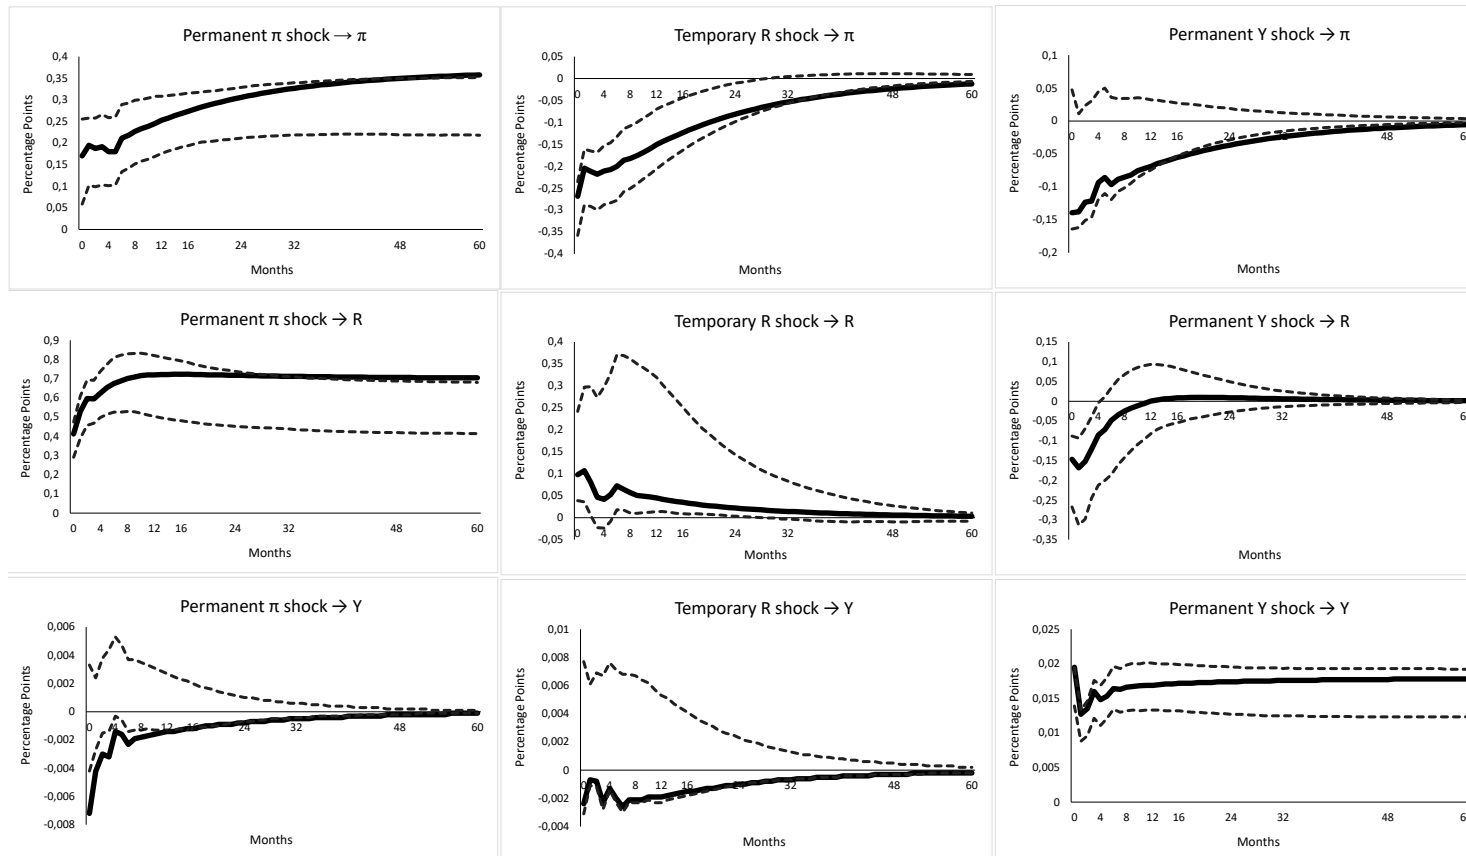 Permanent π shock → π
Percentage Points
0,4
0,35
0,3
0,25
0,2
0,15
0,1
0,05
0
0 4 8 12 16 24 32 48 60
Months
Temporary R shock → π
Percentage Points
0,05
0
-0,05
-0,1
-0,15
-0,2
-0,25
-0,3
-0,35
-0,4
0 4 8 12 16 24 32 48 60
Months
Permanent Y shock → π
Percentage Points
0,1
0,05
0
-0,05
-0,1
-0,15
-0,2
0 4 8 12 16 24 32 48 6
Months
Permanent π shock → R
Percentage Points
0,9
0,8
0,7
0,6
0,5
0,4
0,3
0,2
0,1
0
0 4 8 12 16 24 32 48 60
Months
Temporary R shock → R
Percentage Points
0,4
0,35
0,3
0,25
0,2
0,15
0,1
0,05
0
-0,05
0 4 8 12 16 24 32 48 60
Months
Permanent Y shock → R
Percentage Points
0,15
0,1
0,05
0
-0,05
-0,1
-0,15
-0,2
-0,25
-0,3
-0,35
0 4 8 12 16 24 32 48 6
Months
Permanent π shock → Y
Percentage Points
0,006
0,004
0,002
0
-0,002
-0,004
-0,006
-0,008
0 4 8 12 16 24 32 48 60
Months
Temporary R shock → Y
Percentage Points
0,01
0,008
0,006
0,004
0,002
0
-0,002
-0,004
0 4 8 12 16 24 32 48 60
Months
Permanent Y shock → Y
Percentage Points
0,025
0,02
0,015
0,01
0,005
0
0 4 8 12 16 24 32 48 6
Months